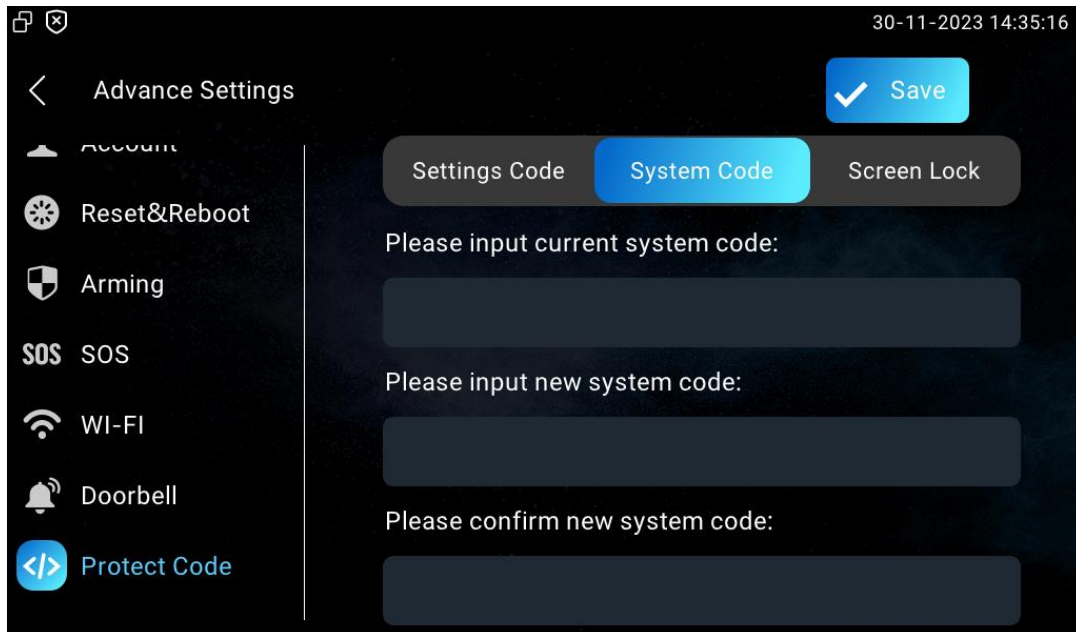 30-11-2023 14:35:16
Advance Settings
Save
Account
Reset&Reboot
Arming
SOS SOS
WI-FI
Doorbell
</> Protect Code
Settings Code System Code Screen Lock
Please input current system code:
Please input new system code:
Please confirm new system code: